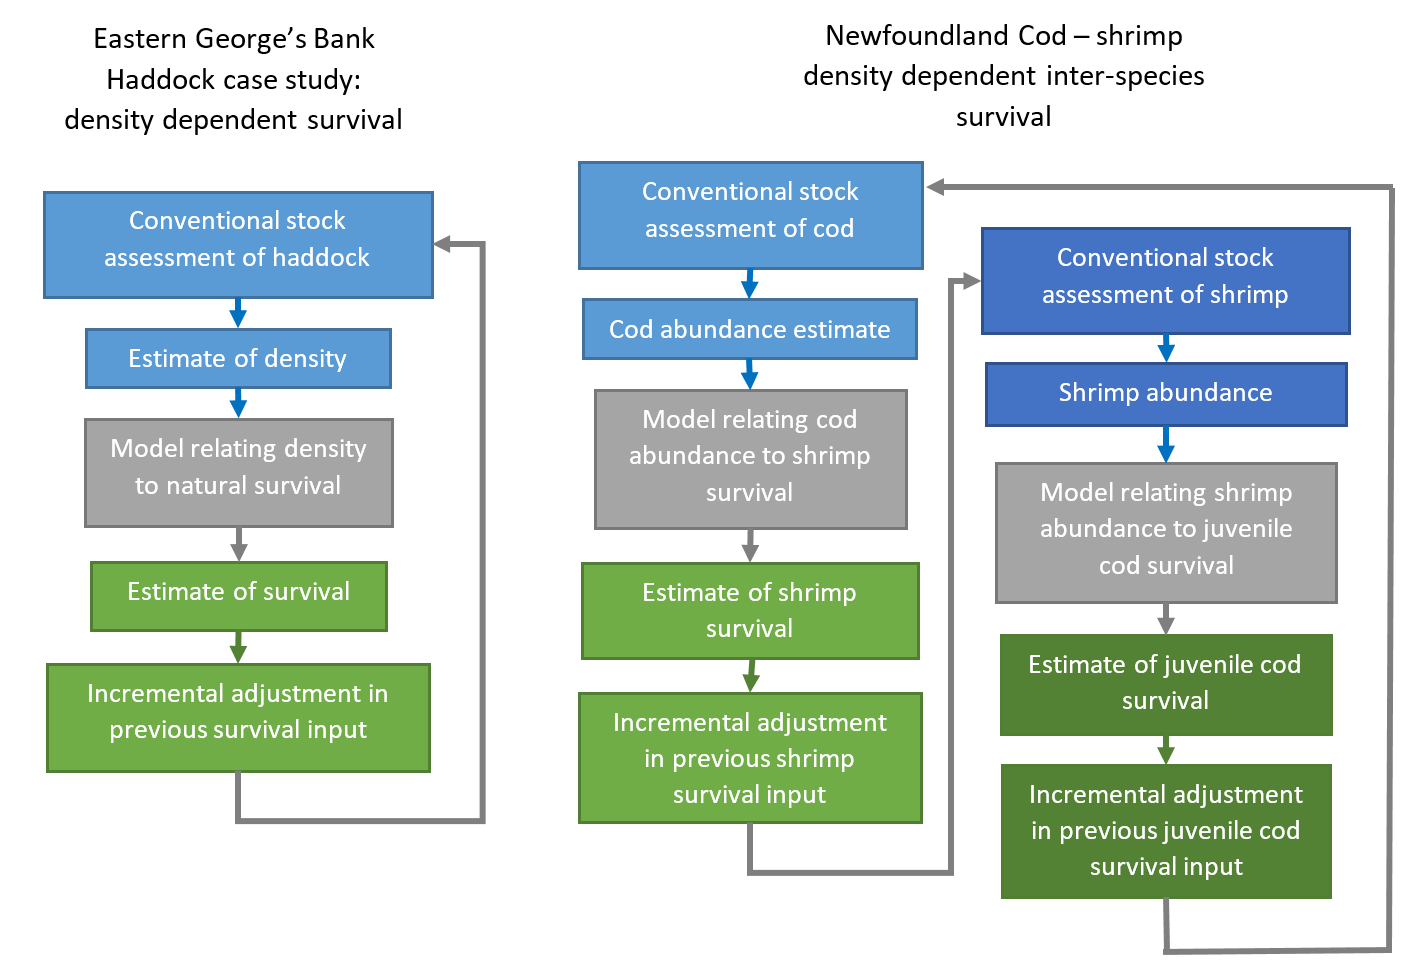 Eastern George’s Bank
Haddock case study:
density dependent survival
Conventional stock
assessment of haddock
Estimate of density
Model relating density
to natural survival
Estimate of survival
Incremental adjustment in
previous survival input
Newfoundland Cod – shrimp
density dependent inter-species
survival
Conventional stock
assessment of cod
Cod abundance estimate
Model relating cod
abundance to shrimp
survival
Estimate of shrimp
survival
Incremental adjustment
in previous shrimp
survival input
Conventional stock
assessment of shrimp
Shrimp abundance
Model relating shrimp
abundance to juvenile
cod survival
Estimate of juvenile cod
survival
Incremental adjustment
in previous juvenile cod
survival input